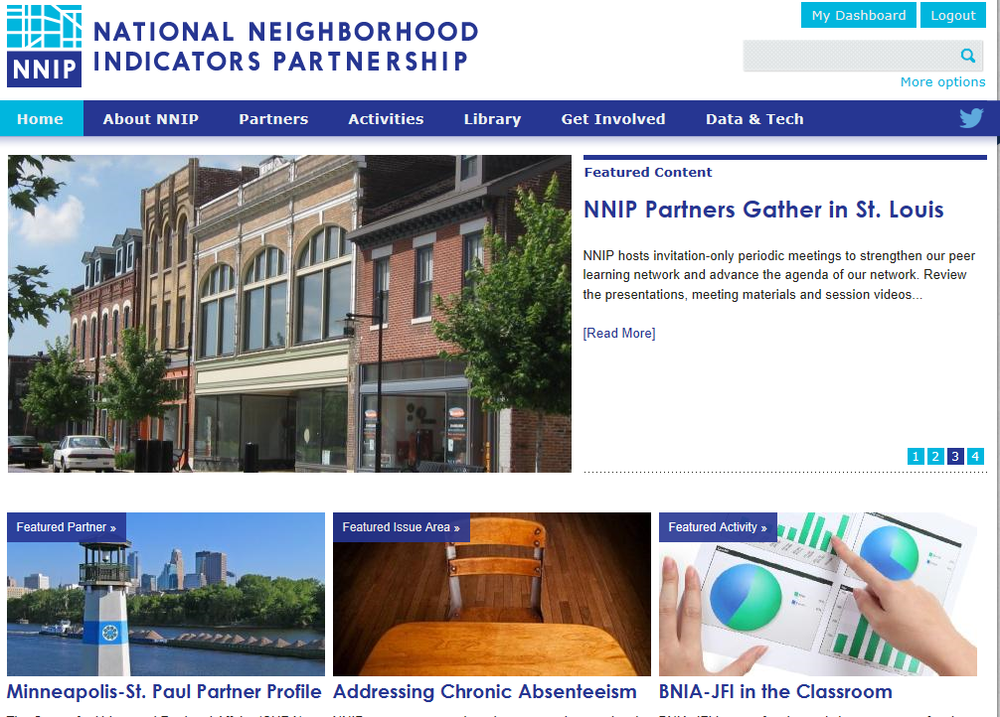 My Dashboard
Logout
NATIONAL NEIGHBORHOOD
INDICATORS PARTNERSHIP
NNIP
More options
Home
About NNIP
Partners
Activities
Library
Get Involved
Data & Tech
Featured Content
NNIP Partners Gather in St. Louis
NNIP hosts invitation-only periodic meetings to strengthen our peer
learning network and advance the agenda of our network. Review
the presentations, meeting materials and session videos...
[Read More]
1 2 3 4
Featured Partner »
Featured Issue Area »
Featured Activity »
Minneapolis-St. Paul Partner Profile
Addressing Chronic Absenteeism
BNIA-JFI in the Classroom